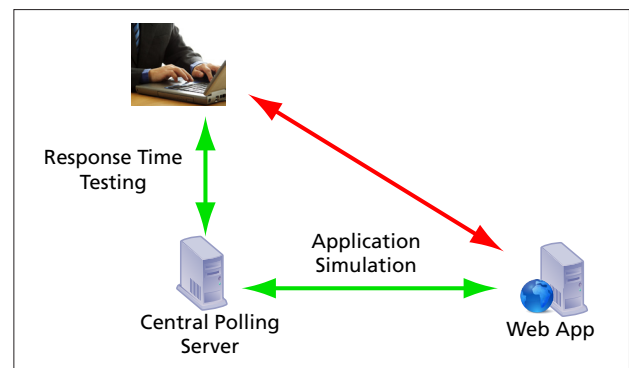 Response Time
Testing
Application
Simulation
Central Polling
Server
Web App